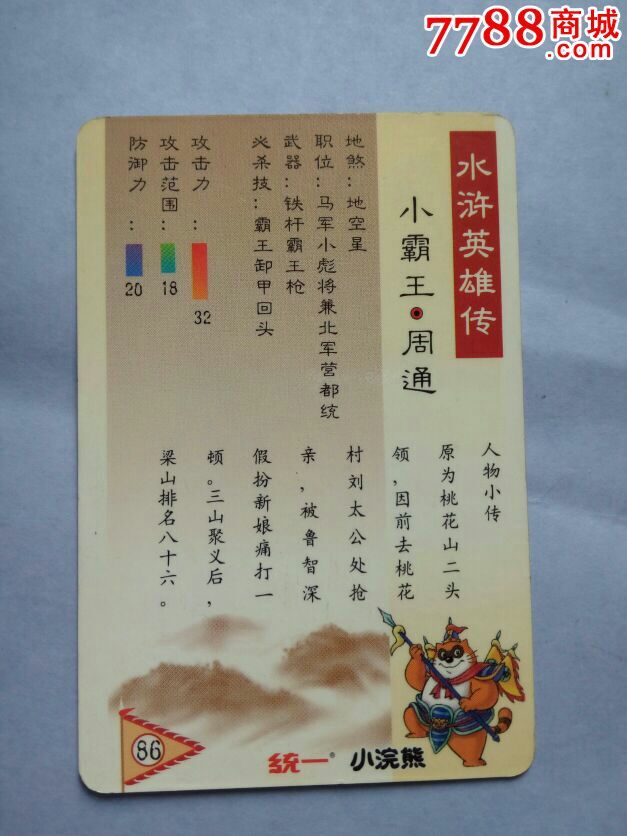 7788商城
水浒英雄传
小霸王·周通
地煞：地空星
职位：马军小彪将兼北军营都统
武器：铁杆霸王枪
必杀技：霸王卸甲回头
攻击力：
32
攻击范围：
18
防御力：
20
人物小传
原为桃花山二头
领，因前去桃花
村刘太公处抢
亲，被鲁智深
假扮新娘痛打一
顿。三山聚义后，
梁山排名八十六。
86
统一® 小浣熊